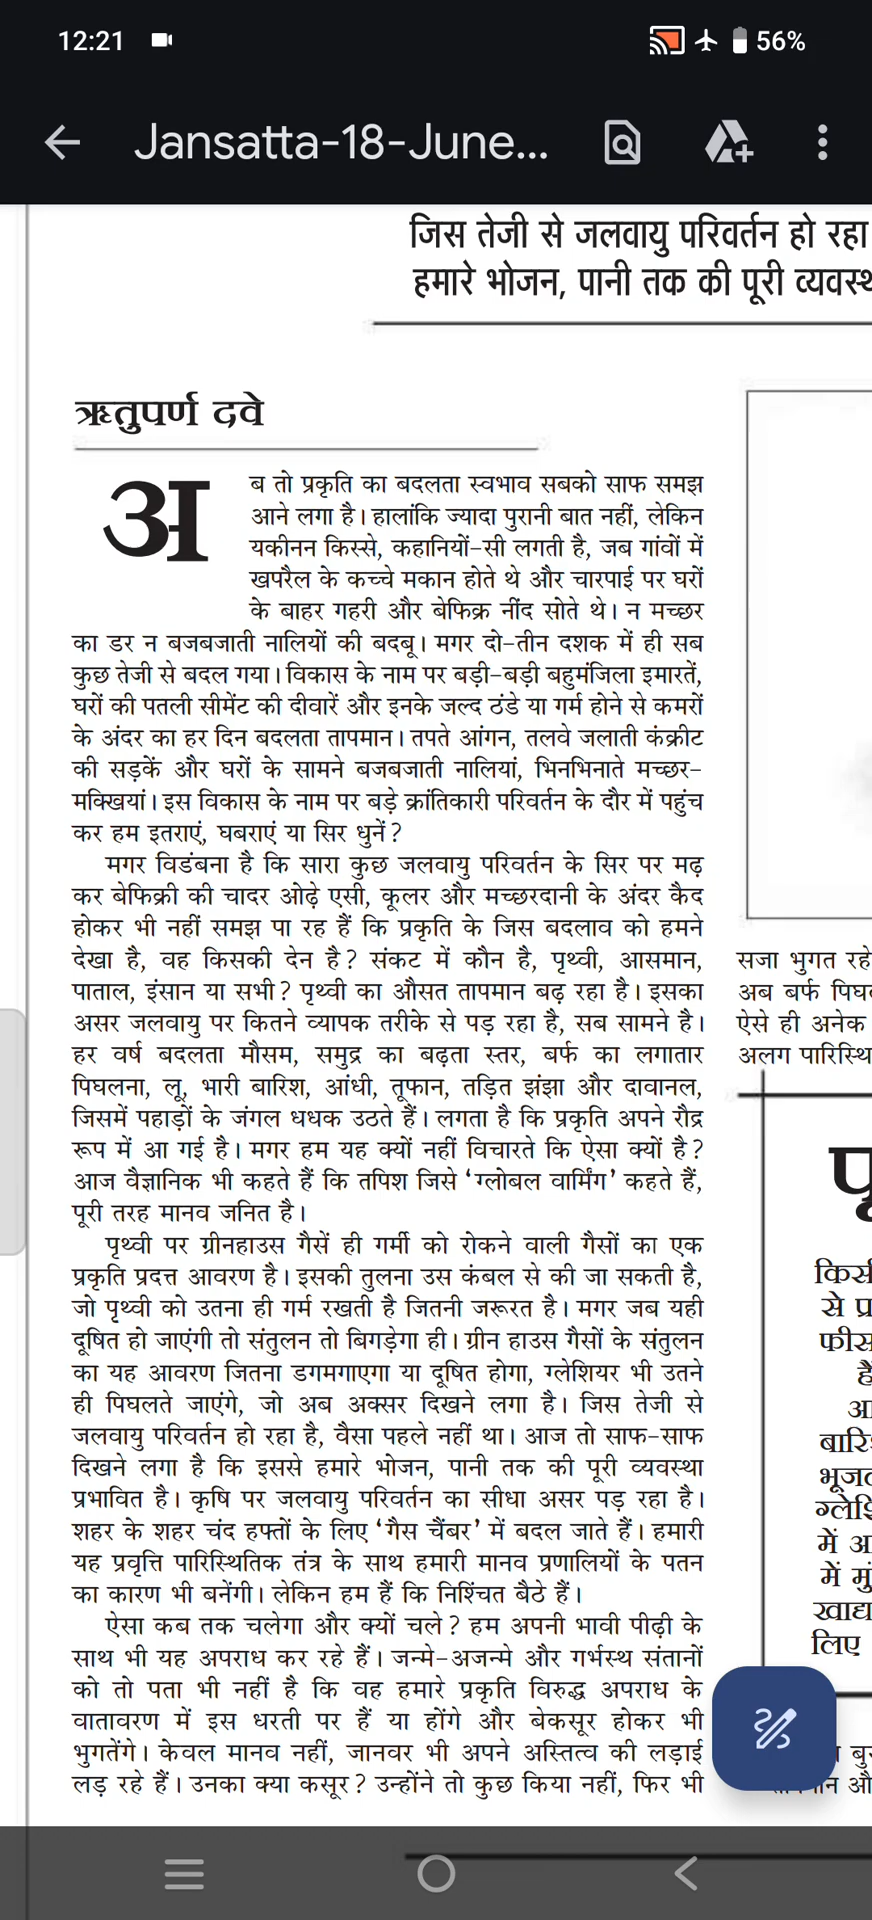 12:21
56%
Jansatta-18-June...
जिस तेजी से जलवायु परिवर्तन हो रहा
हमारे भोजन, पानी तक की पूरी
ऋतुपर्ण दवे
अब तो प्रकृति का बदलता स्वभाव सबको साफ समझ
आने लगा है। हालांकि ज्यादा पुरानी बात नहीं, लेकिन
यकीनन किस्से, कहानियों-सी लगती है, जब गांवों में
खपरैल के कच्चे मकान होते थे और चारपाई पर घरों
के बाहर गहरी और बेफिक्र नींद सोते थे। न मच्छर
का डर न बजबजाती नालियों की बदबू। मगर दो-तीन दशक में ही सब
कुछ तेजी से बदल गया। विकास के नाम पर बड़ी-बड़ी बहुमंजिला इमारतें,
घरों की पतली सीमेंट की दीवारें और इनके जल्द ठंडे या गर्म होने से कमरों
के अंदर का हर दिन बदलता तापमान। तपते आंगन, तलवे जलाती कंक्रीट
की सड़कें और घरों के सामने बजबजाती नालियां, भिनभिनाते मच्छर-
मक्खियां। इस विकास के नाम पर बड़े क्रांतिकारी परिवर्तन के दौर में पहुंच
कर हम इतराएं, घबराएं या सिर धुनें?
मगर विडंबना है कि सारा कुछ जलवायु परिवर्तन के सिर पर मढ़
कर बेफिक्री की चादर ओढ़े एसी, कूलर और मच्छरदानी के अंदर कैद
होकर भी नहीं समझ पा रह हैं कि प्रकृति के जिस बदलाव को हमने
देखा है, वह किसकी देन है? संकट में कौन है, पृथ्वी, आसमान,
पाताल, इंसान या सभी? पृथ्वी का औसत तापमान बढ़ रहा है। इसका
असर जलवायु पर कितने व्यापक तरीके से पड़ रहा है, सब सामने है।
हर वर्ष बदलता मौसम, समुद्र का बढ़ता स्तर, बर्फ का लगातार
पिघलना, लू, भारी बारिश, आंधी, तूफान, तड़ित झंझा और दावानल,
जिसमें पहाड़ों के जंगल धधक उठते हैं। लगता है कि प्रकृति अपने रौद्र
रूप में आ गई है। मगर हम यह क्यों नहीं विचारते कि ऐसा क्यों है?
आज वैज्ञानिक भी कहते हैं कि तपिश जिसे ‘ग्लोबल वार्मिंग’ कहते हैं,
पूरी तरह मानव जनित है।
पृथ्वी पर ग्रीनहाउस गैसें ही गर्मी को रोकने वाली गैसों का एक
प्रकृति प्रदत्त आवरण है। इसकी तुलना उस कंबल से की जा सकती है,
जो पृथ्वी को उतना ही गर्म रखती है जितनी जरूरत है। मगर जब यही
दूषित हो जाएंगी तो संतुलन तो बिगड़ेगा ही। ग्रीन हाउस गैसों के संतुलन
का यह आवरण जितना डगमगाएगा या दूषित होगा, ग्लेशियर भी उतने
ही पिघलते जाएंगे, जो अब अक्सर दिखने लगा है। जिस तेजी से
जलवायु परिवर्तन हो रहा है, वैसा पहले नहीं था। आज तो साफ-साफ
दिखने लगा है कि इससे हमारे भोजन, पानी तक की पूरी व्यवस्था
प्रभावित है। कृषि पर जलवायु परिवर्तन का सीधा असर पड़ रहा है।
शहर के शहर चंद हफ्तों के लिए ‘गैस चैंबर’ में बदल जाते हैं। हमारी
यह प्रवृत्ति पारिस्थितिक तंत्र के साथ हमारी मानव प्रणालियों के पतन
का कारण भी बनेंगी। लेकिन हम हैं कि निश्चिंत बैठे हैं।
ऐसा कब तक चलेगा और क्यों चले? हम अपनी भावी पीढ़ी के
साथ भी यह अपराध कर रहे हैं। जन्मे-अजन्मे और गर्भस्थ संतानों
को तो पता भी नहीं है कि वह हमारे प्रकृति विरुद्ध अपराध के
वातावरण में इस धरती पर हैं या होंगे और बेकसूर होकर भी
भुगतेंगे। केवल मानव नहीं, जानवर भी अपने अस्तित्व की लड़ाई
लड़ रहे हैं। उनका क्या कसूर? उन्होंने तो कुछ किया नहीं, फिर भी
सजा भुगत रहे
अब बर्फ
ऐसे ही अनेक
अलग
से
में
में
लिए